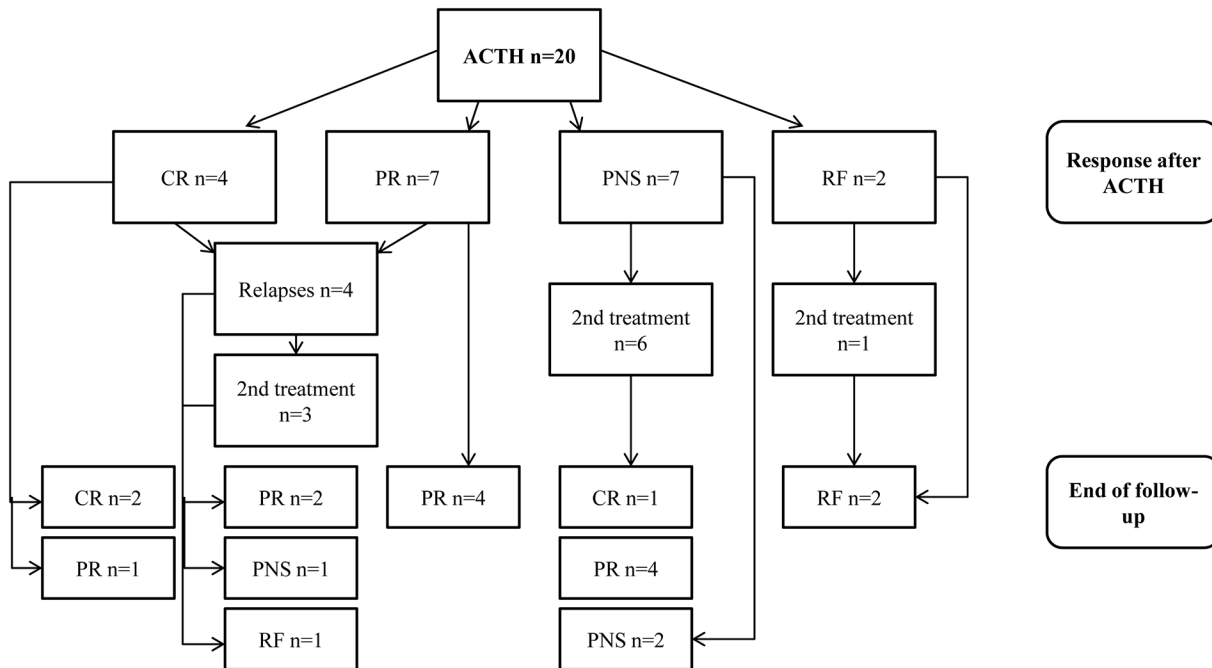 ACTH n=20
CR n=4
PR n=7
PNS n=7
RF n=2
Response after
ACTH
Relapses n=4
2nd treatment
n=6
2nd treatment
n=1
2nd treatment
n=3
CR n=2
PR n=2
PR n=4
CR n=1
RF n=2
End of follow-
up
PR n=1
PNS n=1
PR n=4
RF n=1
PNS n=2